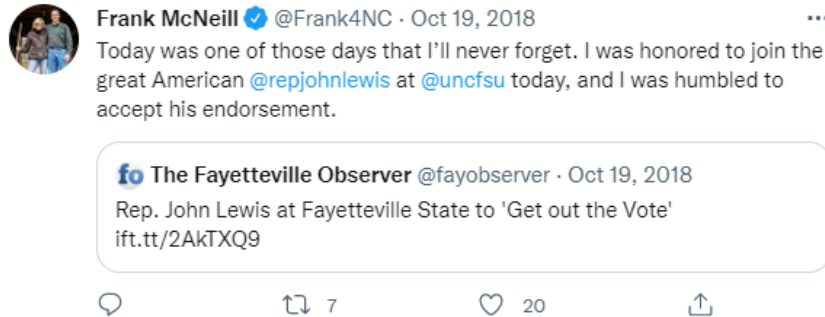 Frank McNeill @Frank4NC · Oct 19, 2018 ...
Today was one of those days that I’ll never forget. I was honored to join the
great American @repjohnlewis at @uncfsu today, and I was humbled to
accept his endorsement.
fo The Fayetteville Observer @fayobserver · Oct 19, 2018
Rep. John Lewis at Fayetteville State to 'Get out the Vote'
ift.tt/2AkTXQ9
7 20